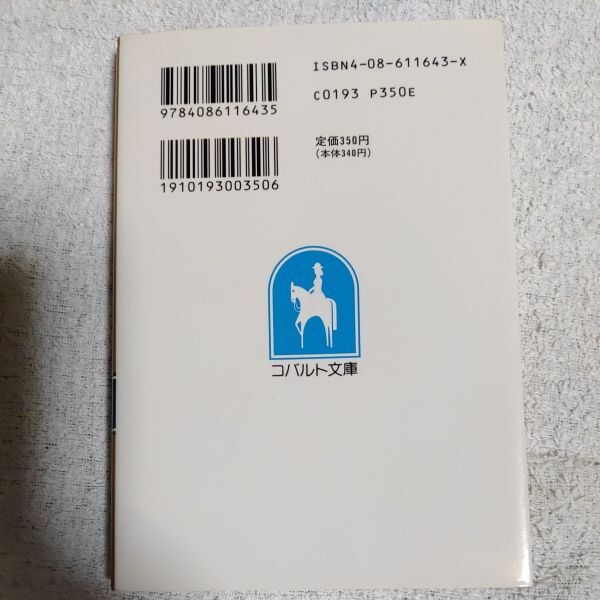 ISBN4-08-611643-X
9784086116435
C0193 P350E
定価350円
(本体340円)
1910193003506
コバルト文庫